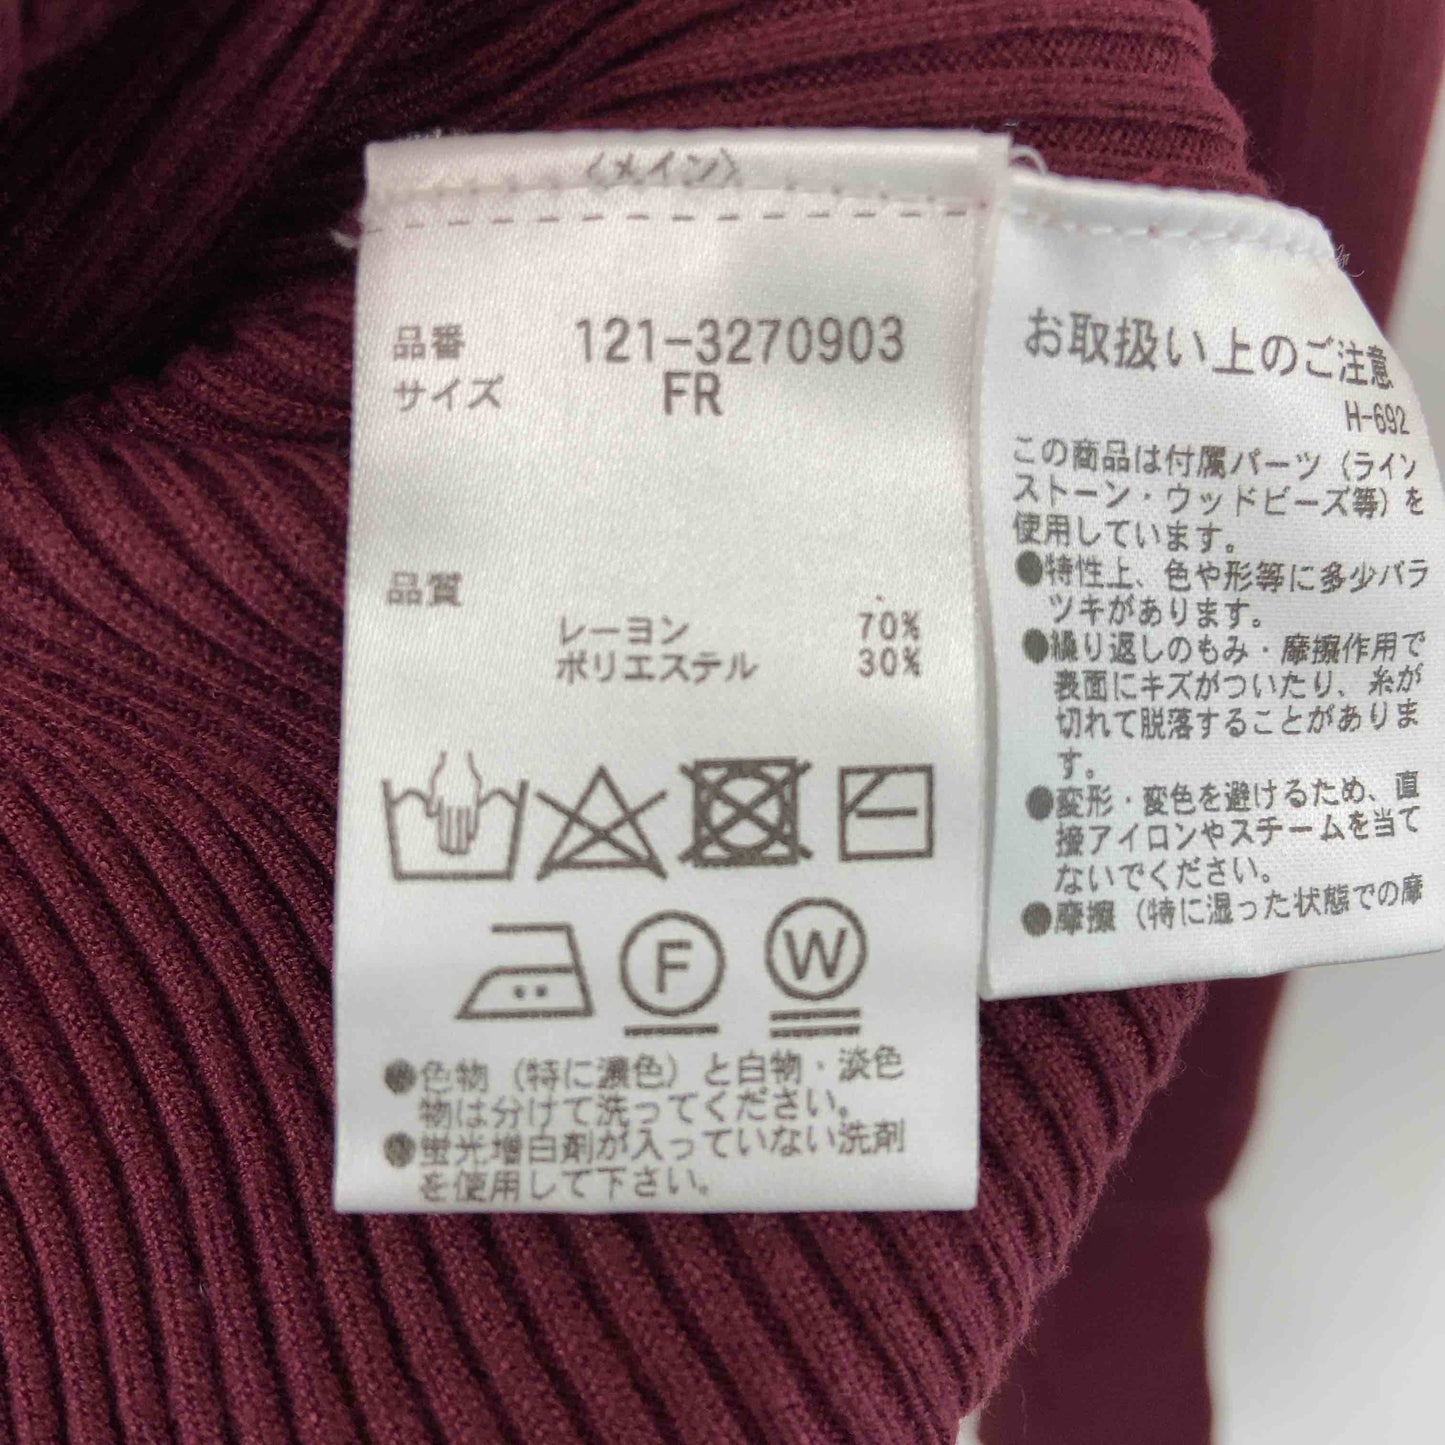 〈メイン〉
品番 121-3270903
サイズ FR
品質
レーヨン 70%
ポリエステル 30%
F
W
●色物（特に濃色）と白物・淡色
物は分けて洗ってください。
●蛍光増白剤が入っていない洗剤
を使用して下さい。
お取扱い上のご注意
H-692
この商品は付属パーツ（ライン
ストーン・ウッドビーズ等）を
使用しています。
●特性上、色や形等に多少バラ
ツキがあります。
●繰り返しのもみ・摩擦作用で
表面にキズがついたり、糸が
切れて脱落することがありま
す。
●変形・変色を避けるため、直
接アイロンやスチームを当て
ないでください。
●摩擦（特に湿った状態での摩